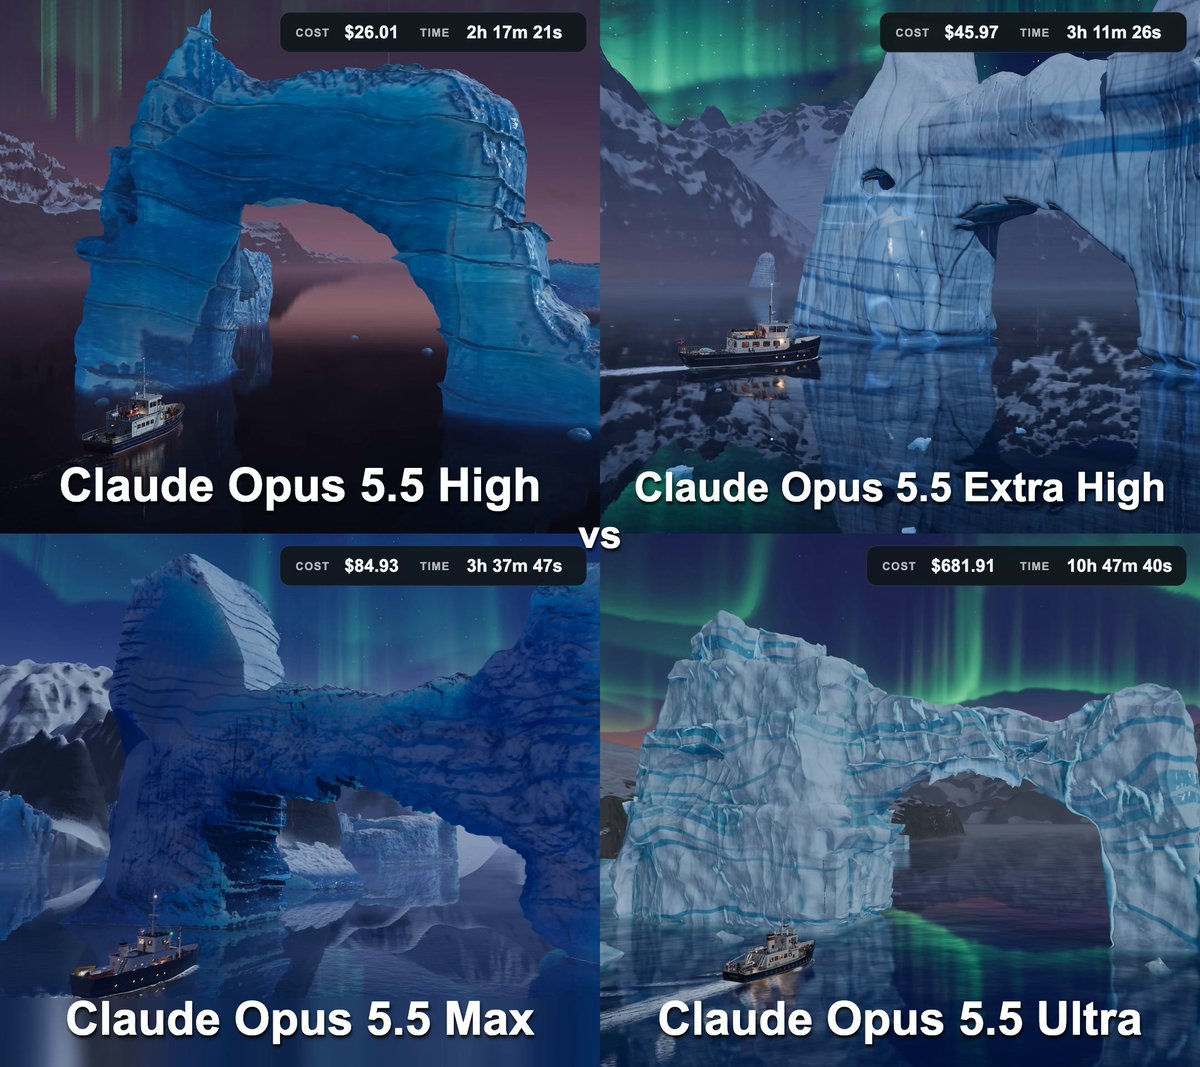 COST $26.01 TIME 2h 17m 21s
COST $45.97 TIME 3h 11m 26s
Claude Opus 5.5 High
Claude Opus 5.5 Extra High
vs
COST $84.93 TIME 3h 37m 47s
COST $681.91 TIME 10h 47m 40s
Claude Opus 5.5 Max
Claude Opus 5.5 Ultra